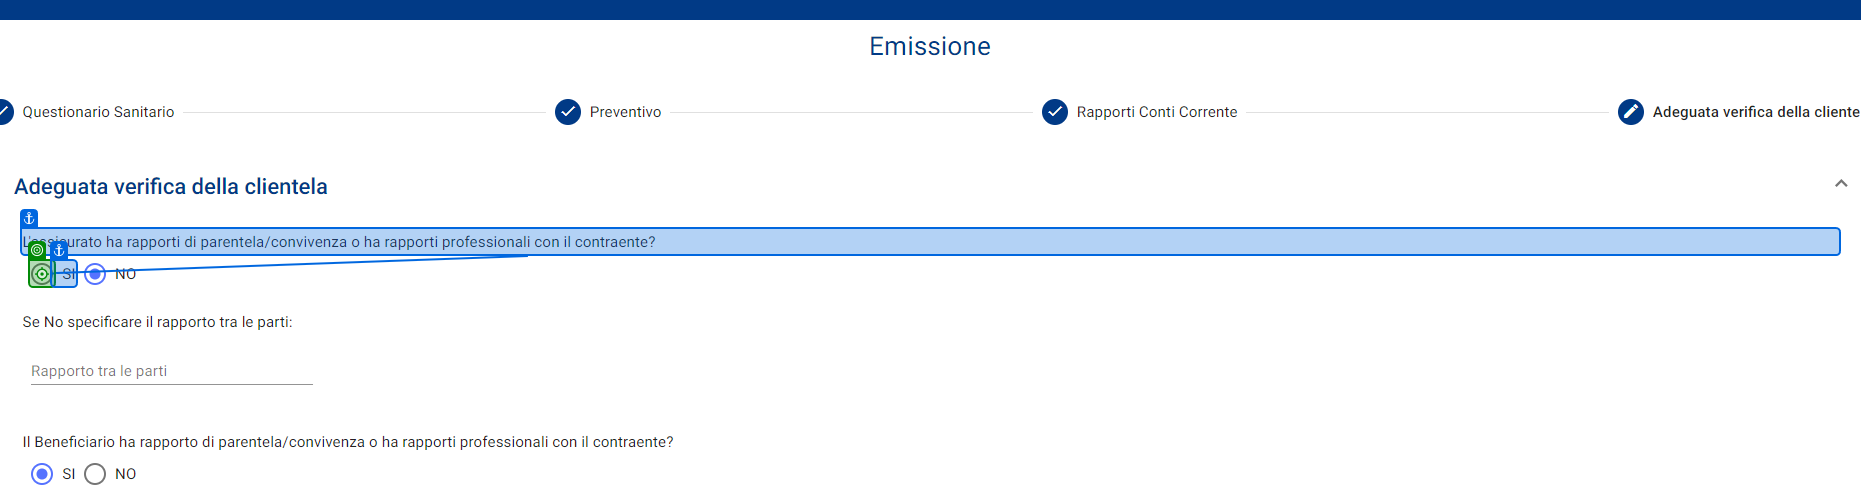 Emissione
Questionario Sanitario
Preventivo
Rapporti Conti Corrente
Adeguata verifica della cliente
Adeguata verifica della clientela
L'assicurato ha rapporti di parentela/convivenza o ha rapporti professionali con il contraente?
SI NO
Se No specificare il rapporto tra le parti:
Rapporto tra le parti
Il Beneficiario ha rapporto di parentela/convivenza o ha rapporti professionali con il contraente?
SI NO